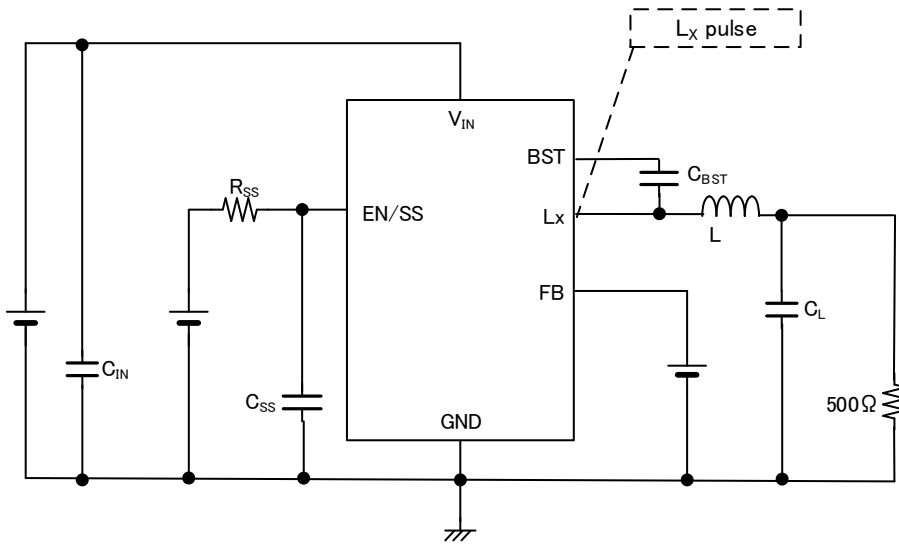 Lx pulse
VIN
BST
CBST
RSS
EN/SS
Lx
L
FB
CL
CIN
CSS
500Ω
GND